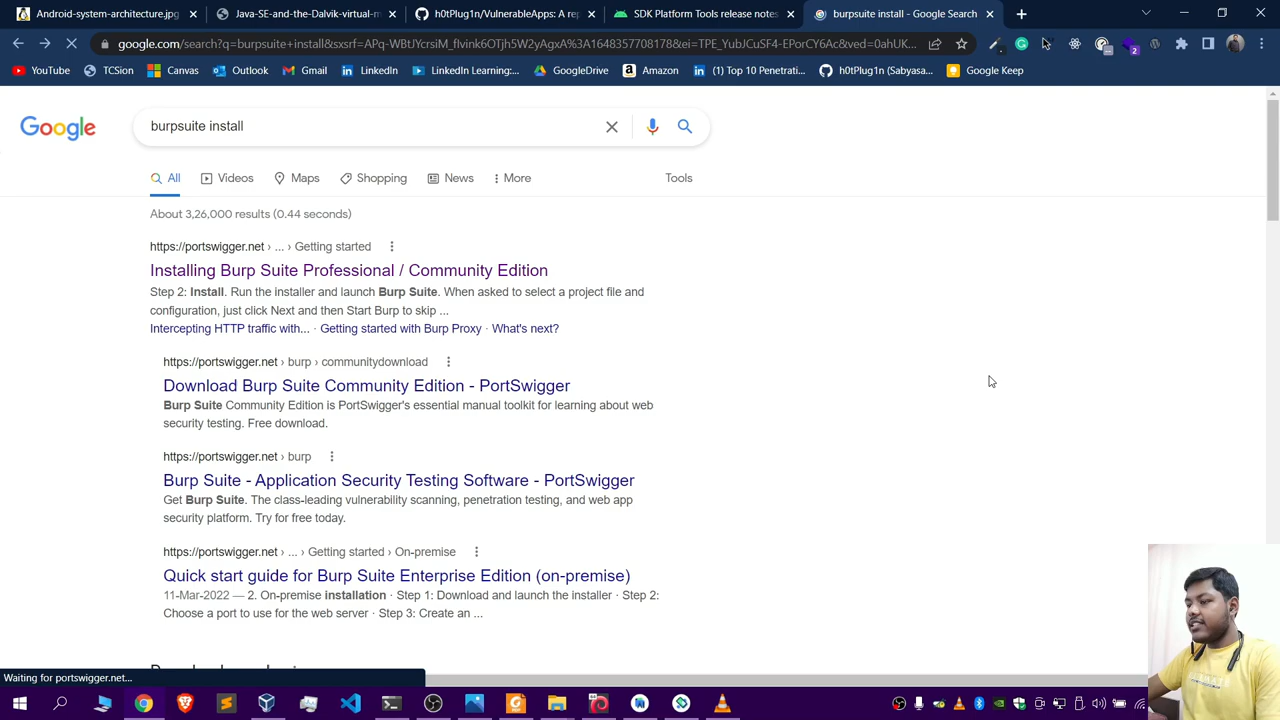 Android-system-architecture.jpg
Java-SE-and-the-Dalvik-virtual-m
h0tPlug1n/VulnerableApps: A rep
SDK Platform Tools release notes
burpsuite install - Google Search
google.com/search?q=burpsuite+install&sxsrf=APq-WBtJYcrsiM_flvink6OTjh5W2yAgxA%3A1648357708178&ei=TPE_YubJCuSF4-EPorCY6Ac&ved=0ahUK...
YouTube
TCSion
Canvas
Outlook
Gmail
LinkedIn
LinkedIn Learning:...
GoogleDrive
Amazon
(1) Top 10 Penetrati...
h0tPlug1n (Sabyasa...
Google Keep
Google
burpsuite install
All
Videos
Maps
Shopping
News
More
Tools
About 3,26,000 results (0.44 seconds)
https://portswigger.net › ... › Getting started
Installing Burp Suite Professional / Community Edition
Step 2: Install. Run the installer and launch Burp Suite. When asked to select a project file and
configuration, just click Next and then Start Burp to skip ...
Intercepting HTTP traffic with... · Getting started with Burp Proxy · What's next?
https://portswigger.net › burp › communitydownload
Download Burp Suite Community Edition - PortSwigger
Burp Suite Community Edition is PortSwigger's essential manual toolkit for learning about web
security testing. Free download.
https://portswigger.net › burp
Burp Suite - Application Security Testing Software - PortSwigger
Get Burp Suite. The class-leading vulnerability scanning, penetration testing, and web app
security platform. Try for free today.
https://portswigger.net › ... › Getting started › On-premise
Quick start guide for Burp Suite Enterprise Edition (on-premise)
11-Mar-2022 — 2. On-premise installation · Step 1: Download and launch the installer · Step 2:
Choose a port to use for the web server · Step 3: Create an ...
Waiting for portswigger.net...